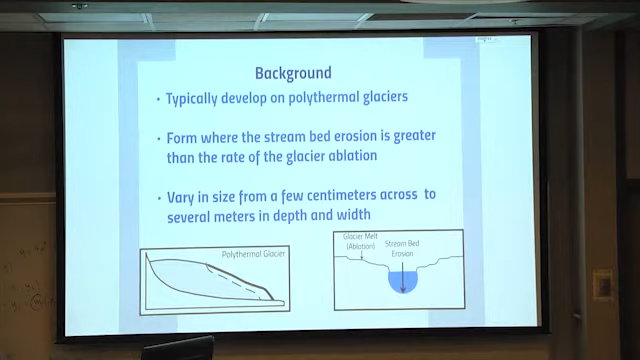 Background
• Typically develop on polythermal glaciers
• Form where the stream bed erosion is greater
than the rate of the glacier ablation
• Vary in size from a few centimeters across to
several meters in depth and width
Polythermal Glacier
Glacier Melt
(Ablation)
Stream Bed
Erosion